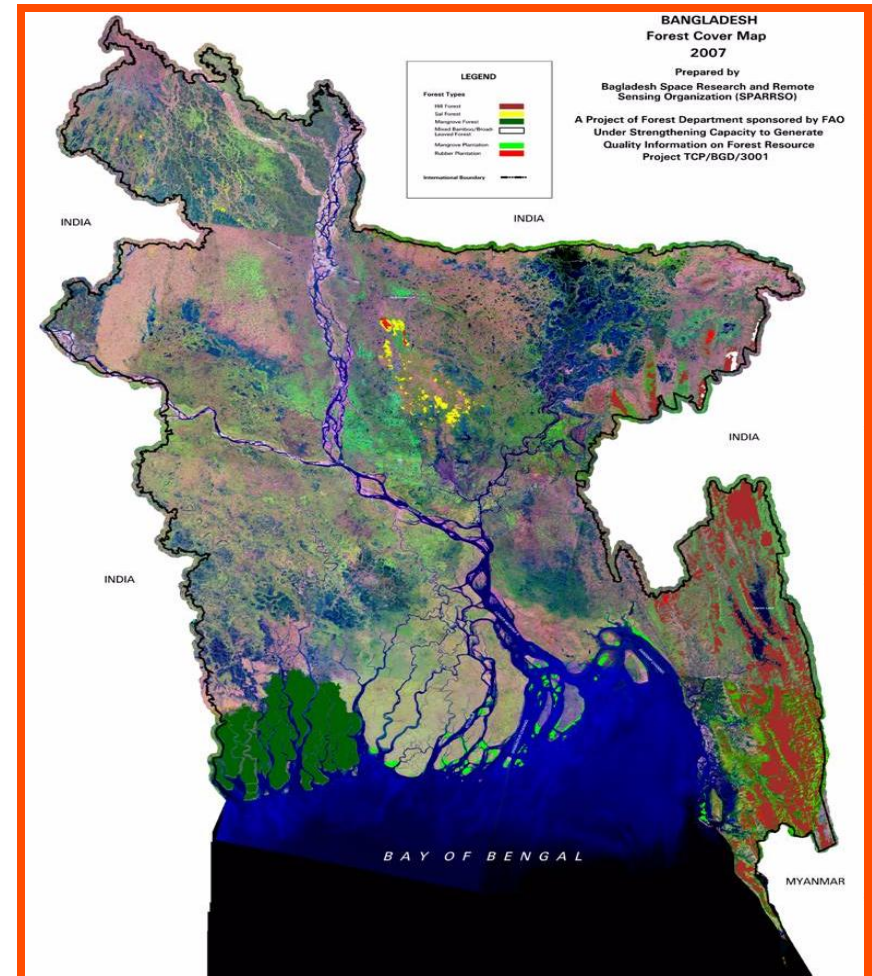 BANGLADESH
Forest Cover Map
2007
Prepared by
Bagladesh Space Research and Remote
Sensing Organization (SPARRSO)
A Project of Forest Department sponsored by FAO
Under Strengthening Capacity to Generate
Quality Information on Forest Resource
Project TCP/BGD/3001
LEGEND
Forest Types
Hill Forest
Sal Forest
Mangrove Forest
Mixed Bamboo/Broad-
Leaved Forest
Mangrove Plantation
Rubber Plantation
International Boundary
INDIA
INDIA
INDIA
INDIA
BAY OF BENGAL
MYANMAR